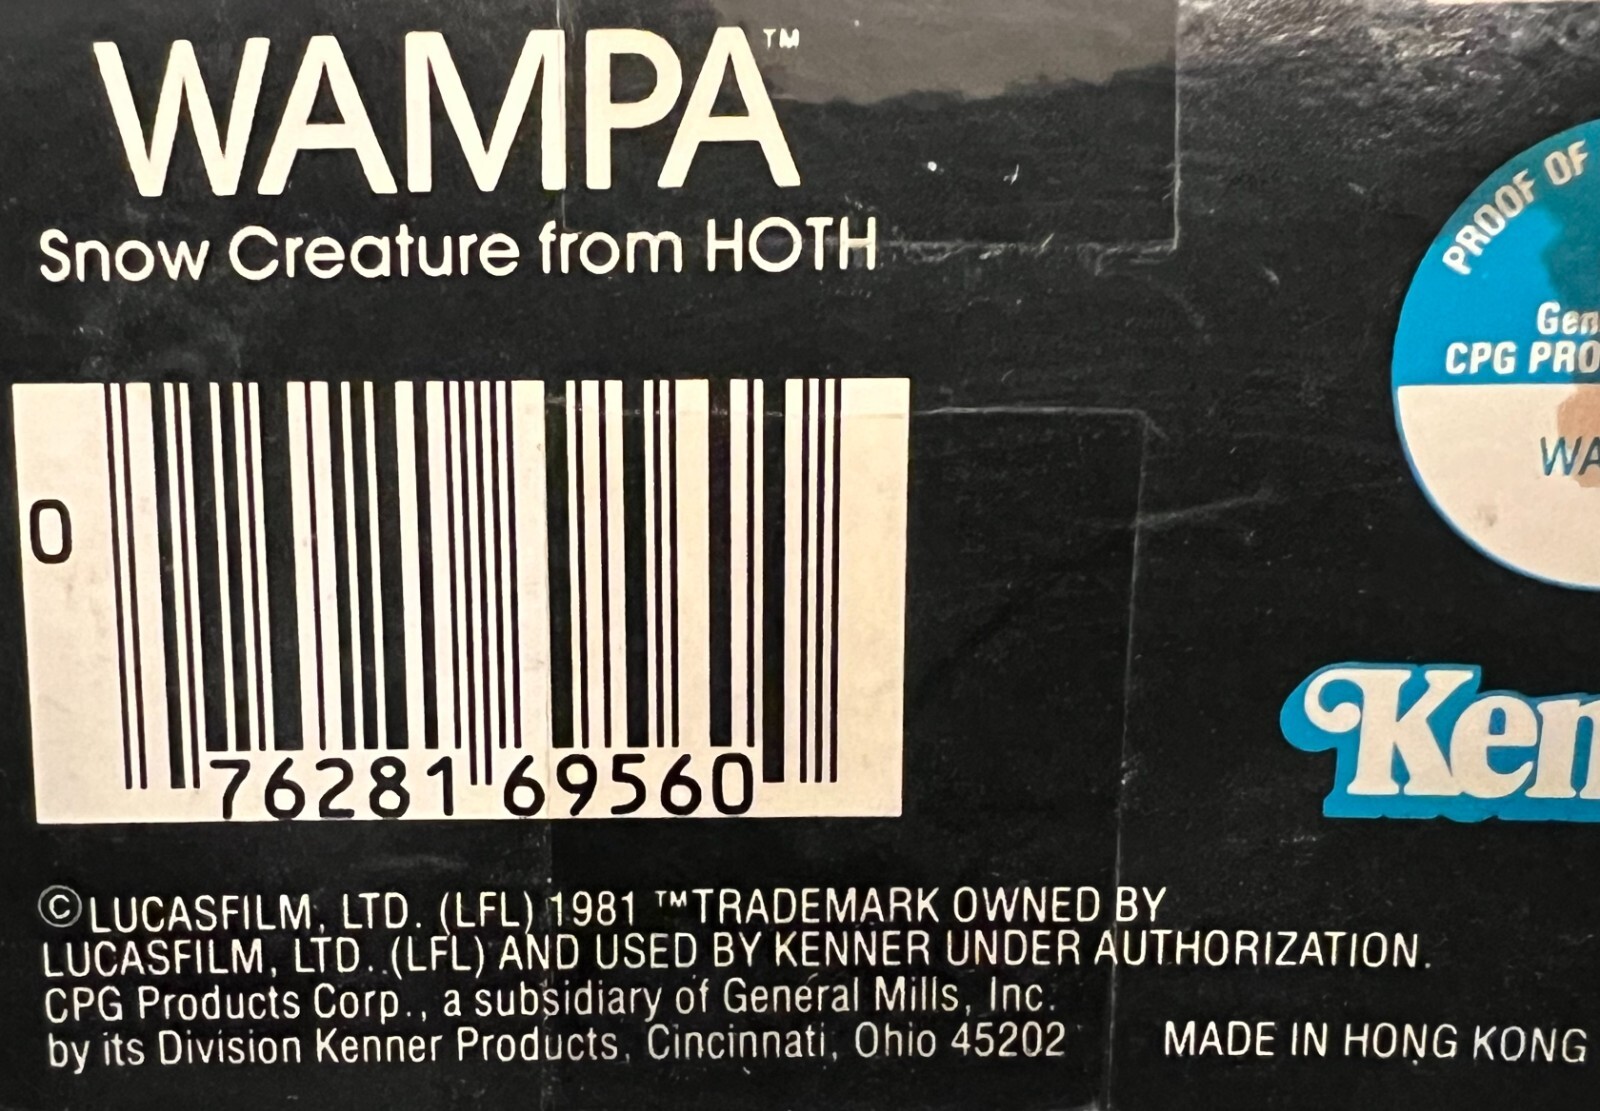 WAMPA™
Snow Creature from HOTH
PROOF OF
CPG
0
76281 69560
©LUCASFILM, LTD. (LFL) 1981 ™TRADEMARK OWNED BY
LUCASFILM, LTD. (LFL) AND USED BY KENNER UNDER AUTHORIZATION.
CPG Products Corp., a subsidiary of General Mills, Inc.
by its Division Kenner Products, Cincinnati, Ohio 45202
MADE IN HONG KONG